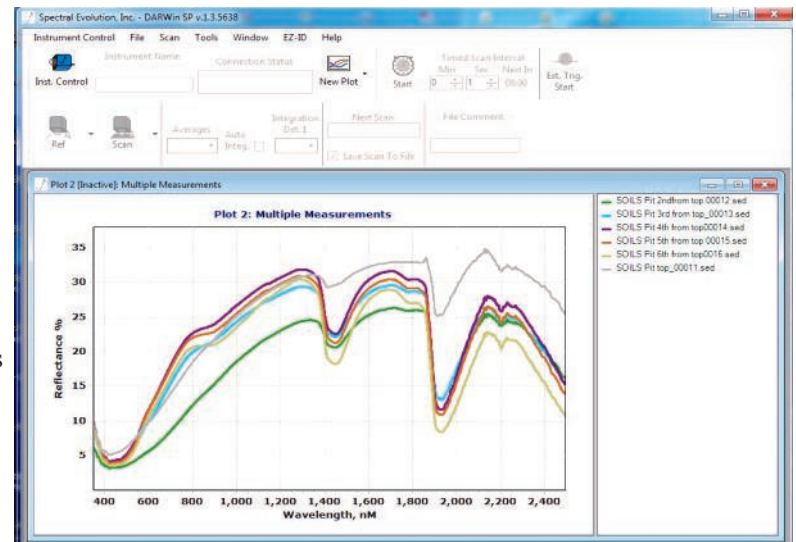 Spectral Evolution, Inc. - DARWin SP v.1.3.5638
Instrument Control File Scan Tools Window EZ-ID Help
Instrument Name
Connection Status
Timed Scan Interval
Min Sec Next In
0 1 00:00
Inst. Control
New Plot
Start
Ext. Trig.
Start
Averages
Auto
Integ.
Integration
Det. 1
Next Scan
File Comment
Ref
Scan
Save Scan To File
Plot 2 [Inactive]: Multiple Measurements
Plot 2: Multiple Measurements
SOILS Pit 2ndfrom top 00012.sed
SOILS Pit 3rd from top_00013.sed
SOILS Pit 4th from top00014.sed
SOILS Pit 5th from top 00015.sed
SOILS Pit 6th from top0016.sed
SOILS Pit top_00011.sed
Reflectance %
35
30
25
20
15
10
5
400 600 800 1,000 1,200 1,400 1,600 1,800 2,000 2,200 2,400
Wavelength, nM
s